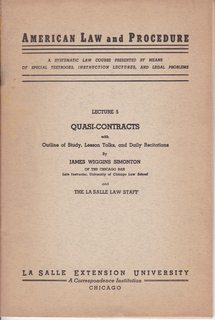 AMERICAN LAW and PROCEDURE
A SYSTEMATIC LAW COURSE PRESENTED BY MEANS
OF SPECIAL TEXTBOOKS, INSTRUCTION LECTURES, AND LEGAL PROBLEMS
LECTURE 5
QUASI-CONTRACTS
with
Outline of Study, Lesson Talks, and Daily Recitations
By
JAMES WIGGINS SIMONTON
OF THE CHICAGO BAR
Late Instructor, University of Chicago Law School
and
THE LA SALLE LAW STAFF
LA SALLE EXTENSION UNIVERSITY
A Correspondence Institution
CHICAGO